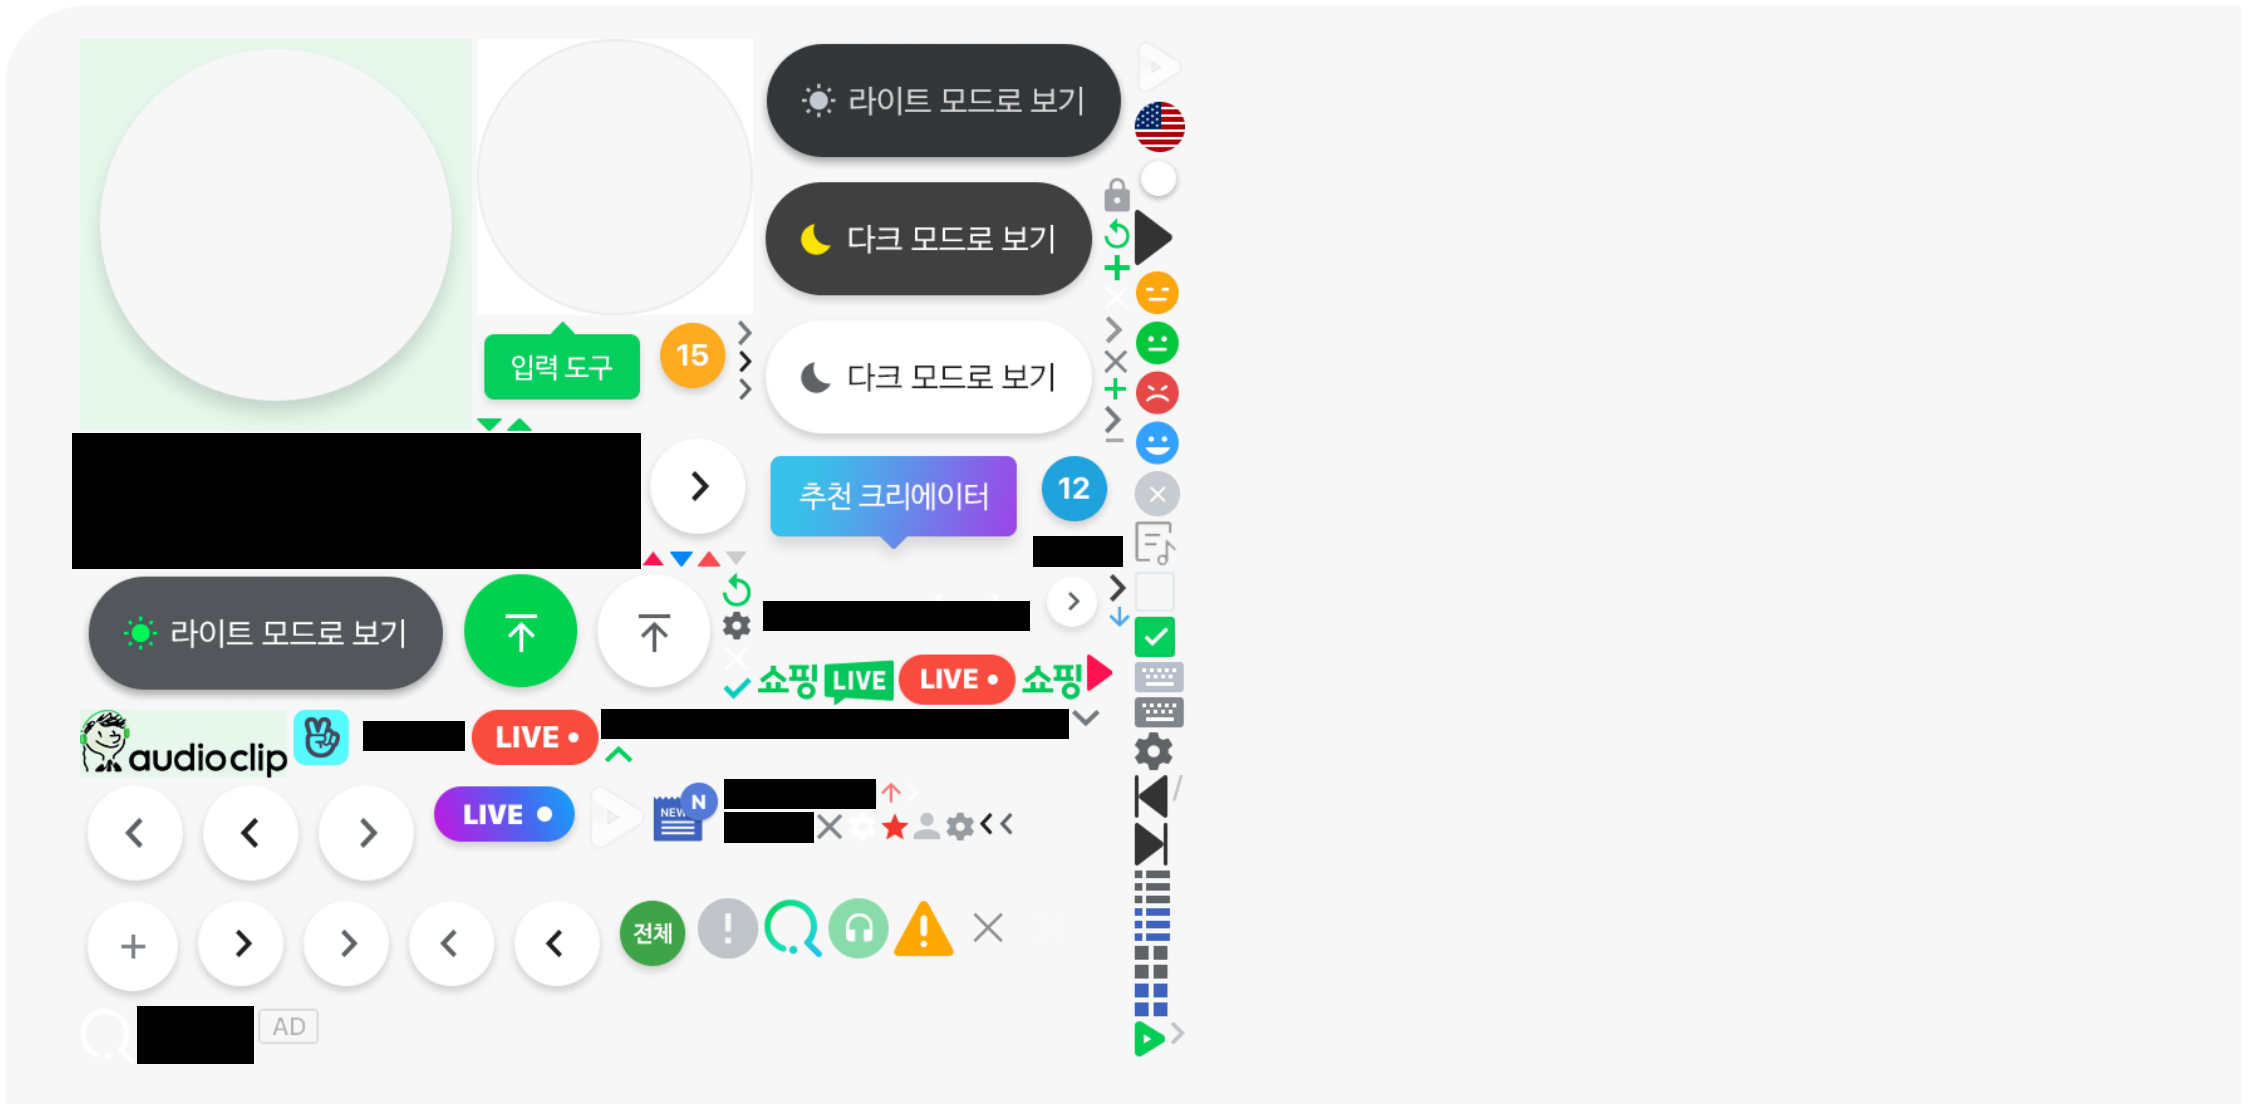 라이트 모드로 보기
다크 모드로 보기
입력 도구
15
다크 모드로 보기
추천 크리에이터
12
라이트 모드로 보기
쇼핑 LIVE
LIVE
쇼핑
audioclip
LIVE
LIVE
NEW
N
전체
AD